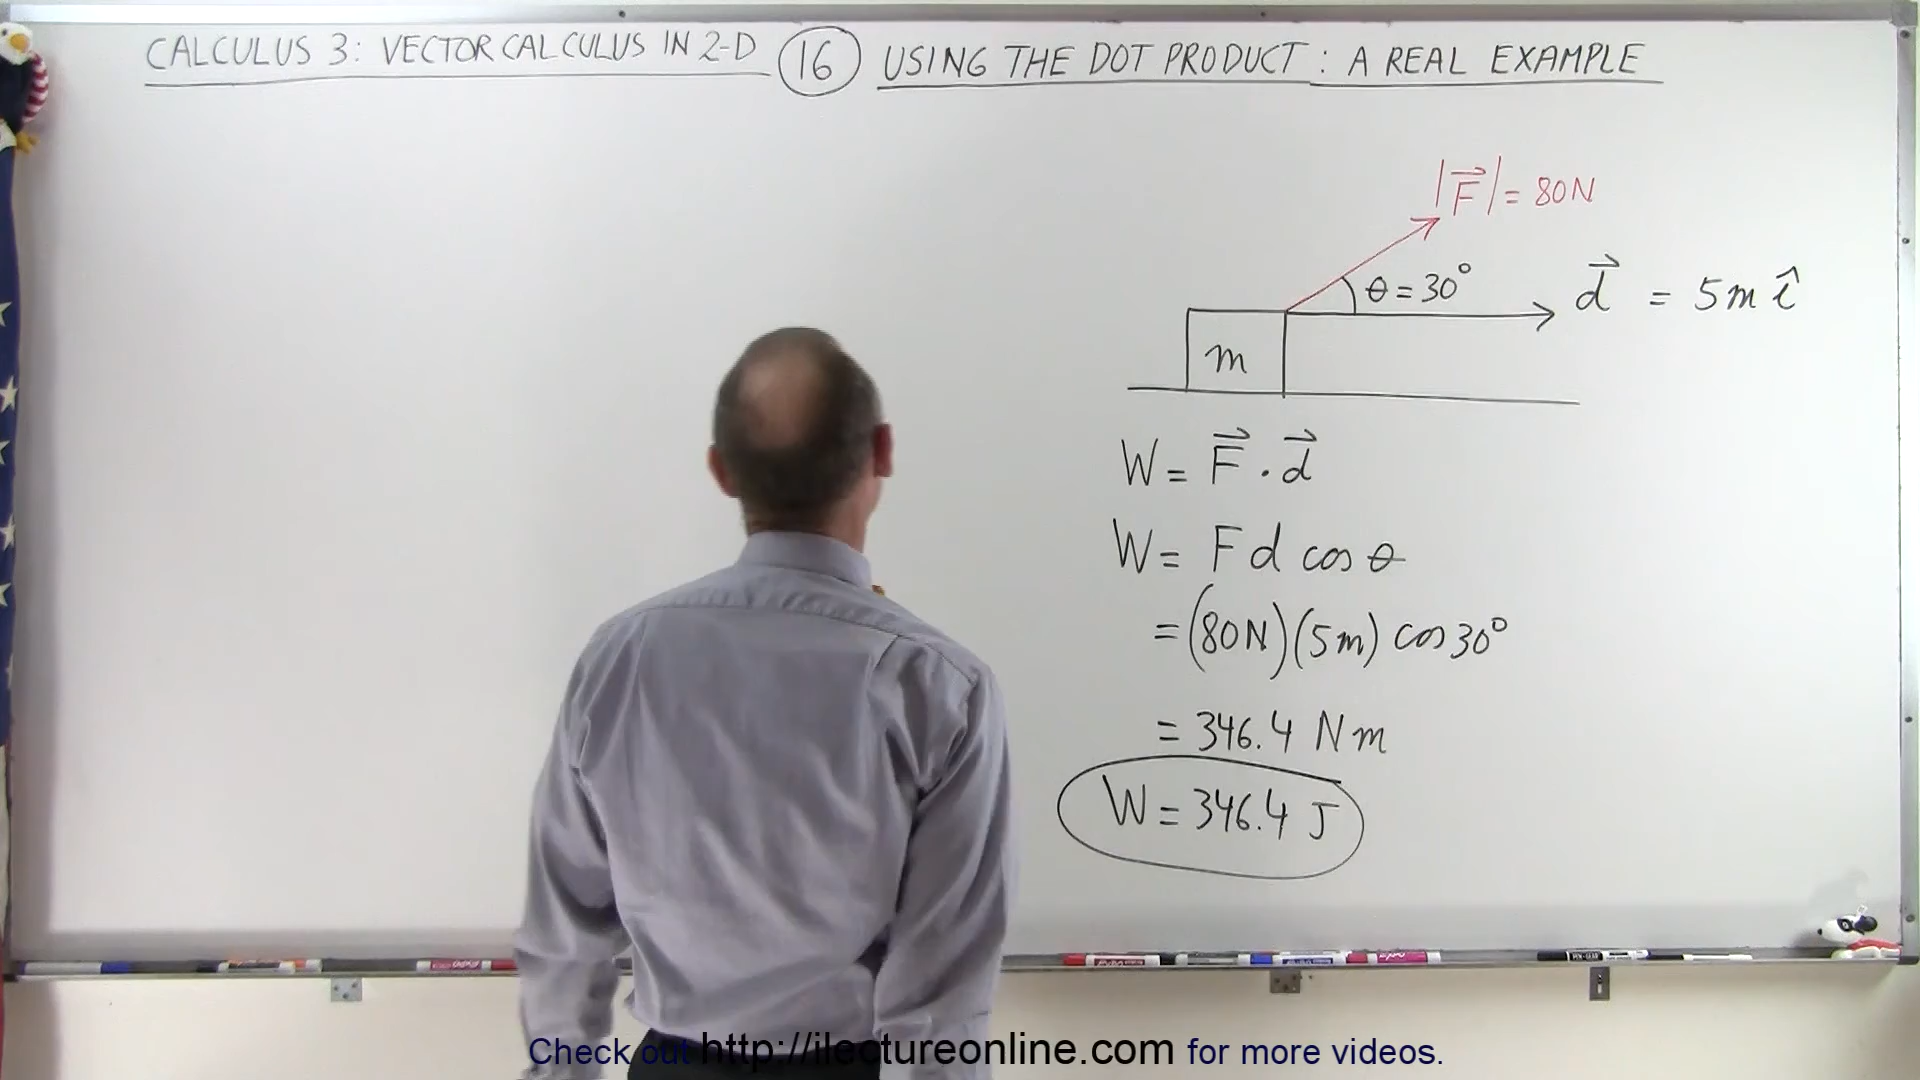 CALCULUS 3: VECTOR CALCULUS IN 2-D 16 USING THE DOT PRODUCT: A REAL EXAMPLE
|F⃗| = 80N
θ = 30° d⃗ = 5m î
m
W = F⃗ · d⃗
W = F d cos θ
= (80N)(5m) cos 30°
= 346.4 Nm
W = 346.4 J
Check out http://ilectureonline.com for more videos.